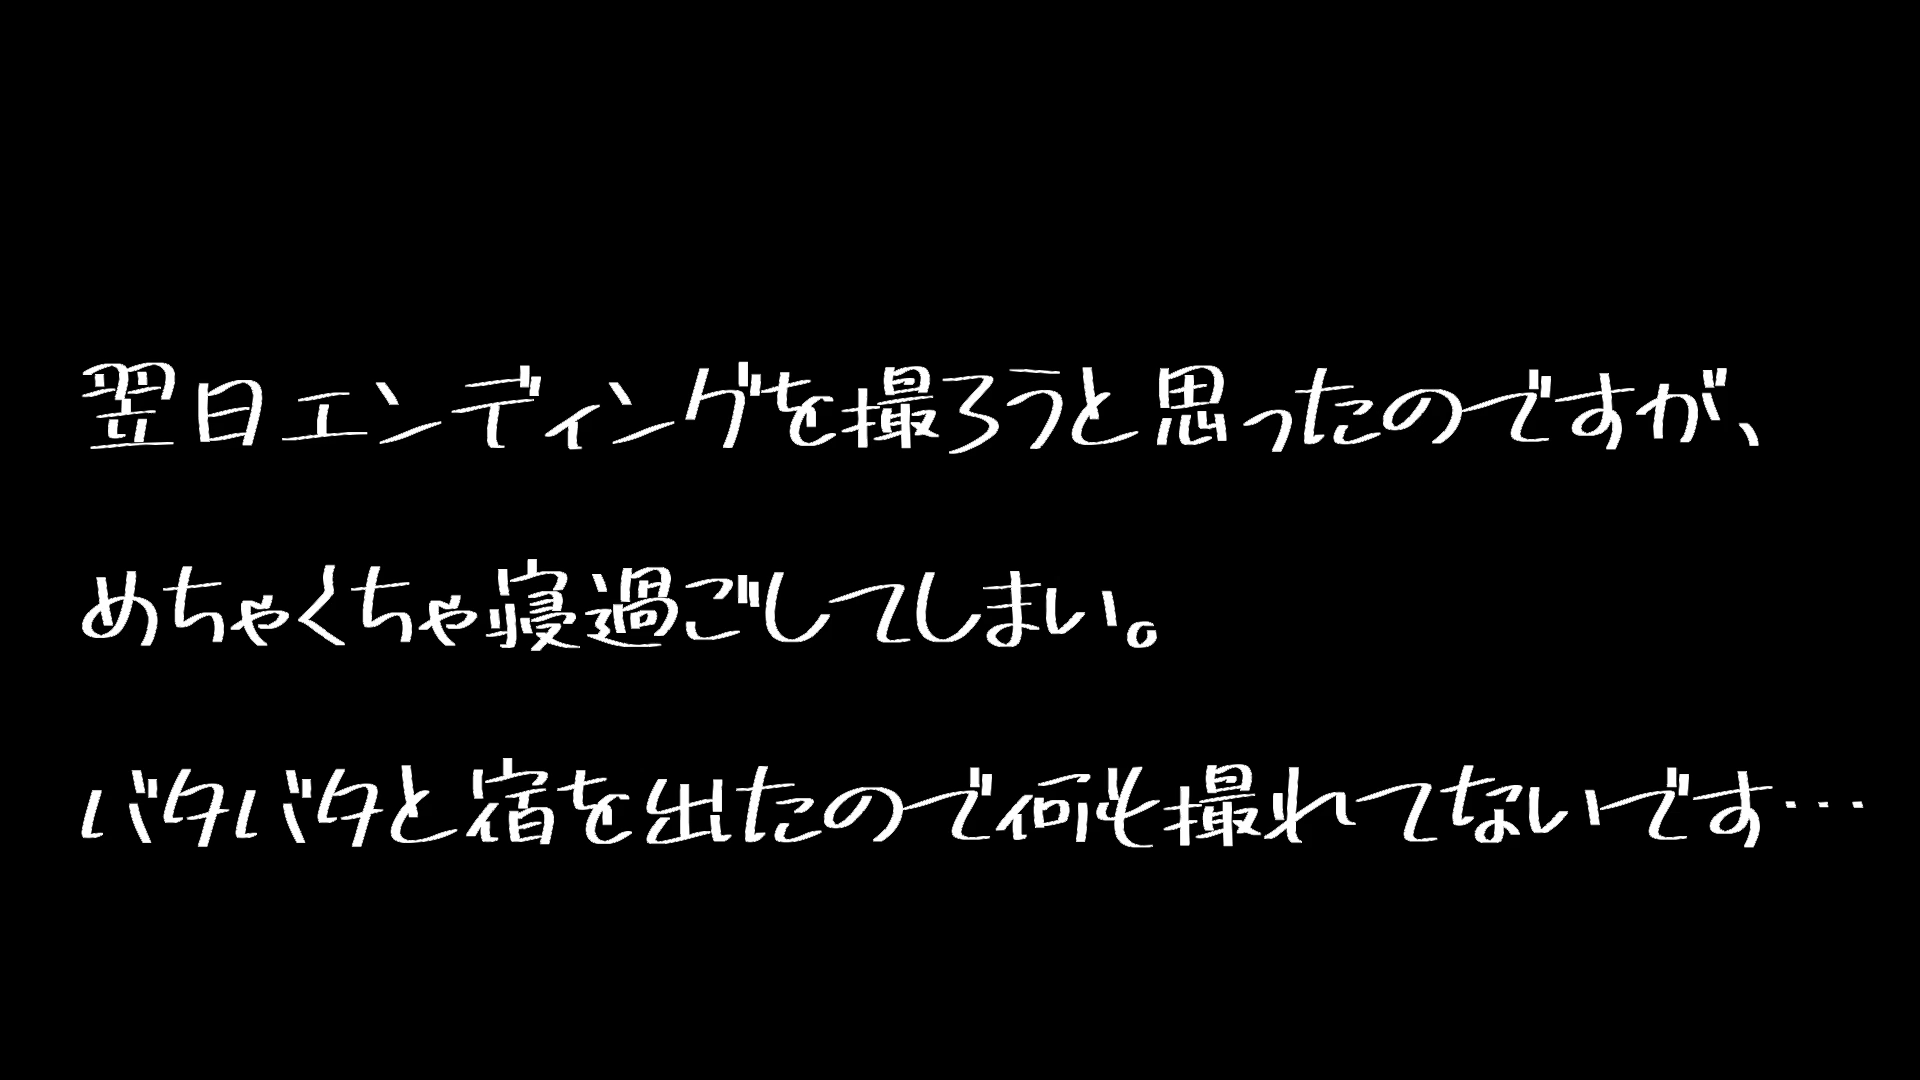 翌日エンディングを撮ろうと思ったのですが、
めちゃくちゃ寝過ごしてしまい。
バタバタと宿を出たので何も撮れてないです…